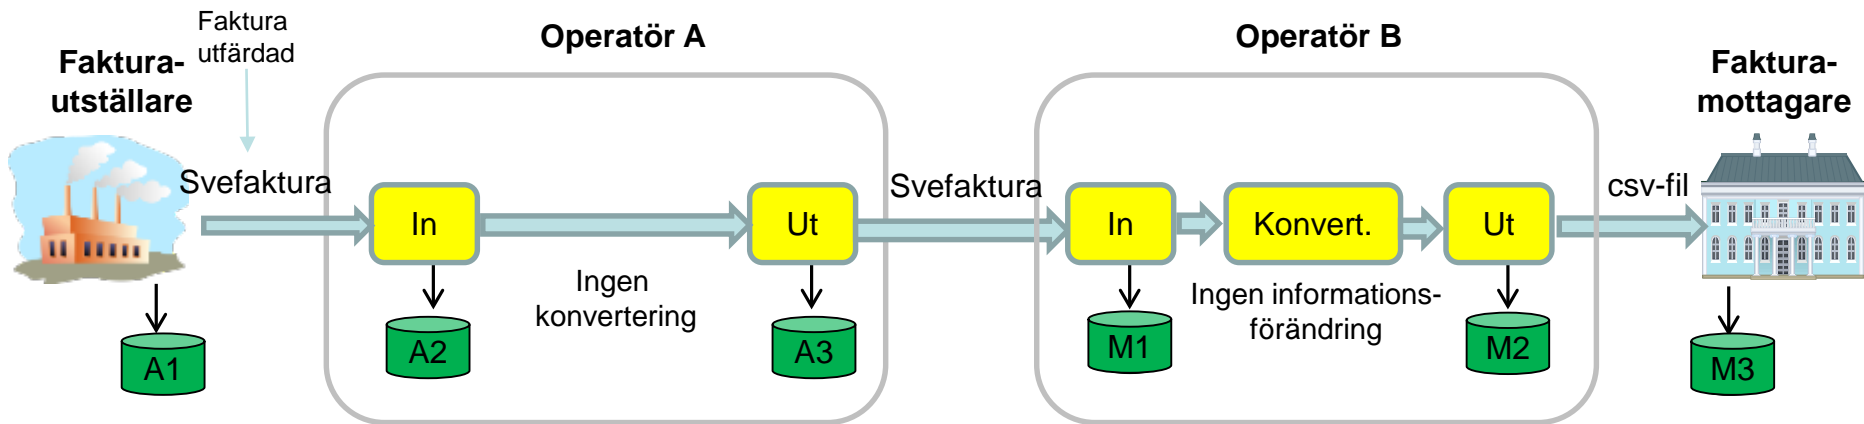 Faktura
utfärdad
Operatör A
Operatör B
Faktura-
utställare
Faktura-
mottagare
Svefaktura
Svefaktura
csv-fil
In
Ut
In
Konvert.
Ut
Ingen
konvertering
Ingen informations-
förändring
A1
A2
A3
M1
M2
M3